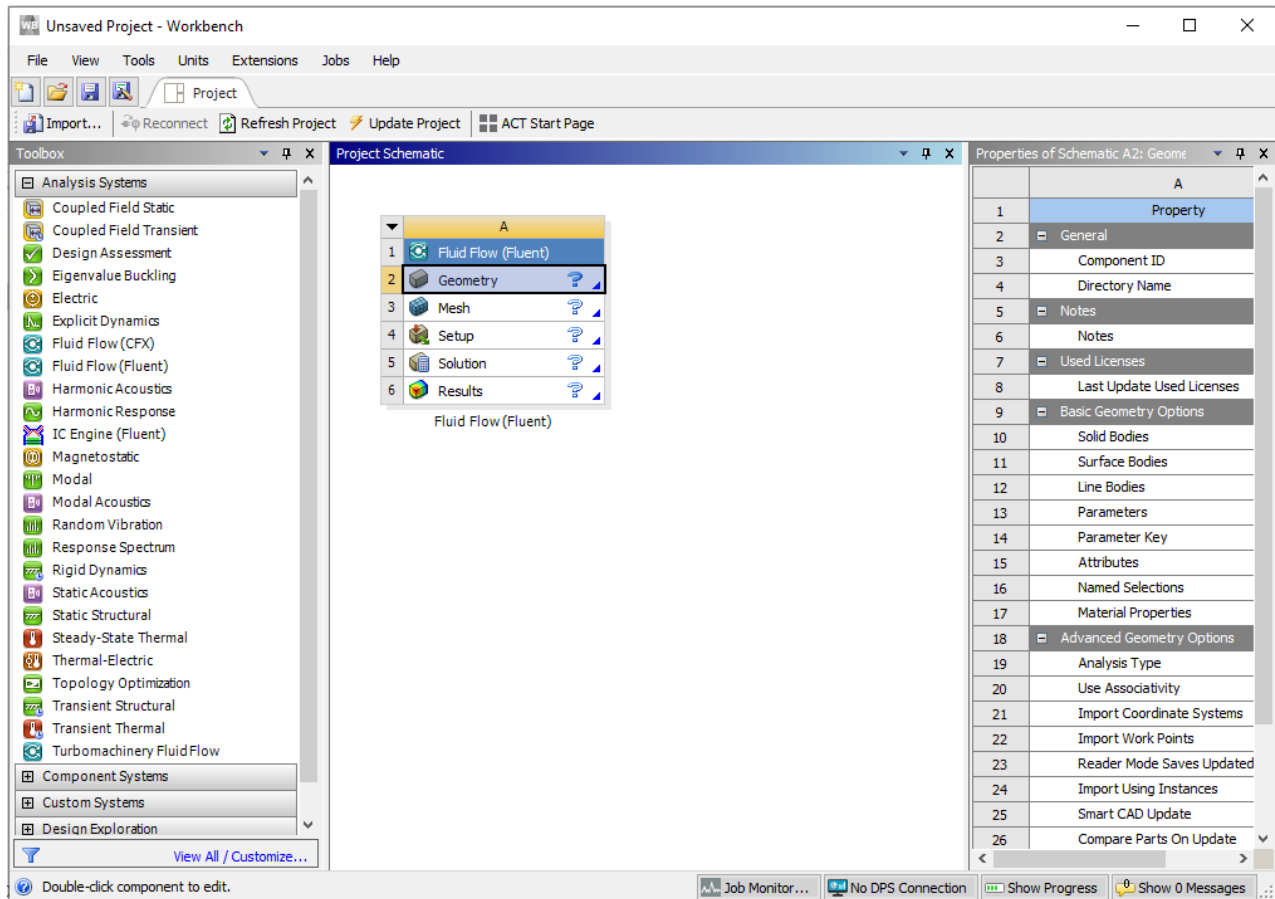 WB Unsaved Project - Workbench
File View Tools Units Extensions Jobs Help
Project
Import... Reconnect Refresh Project Update Project ACT Start Page
Toolbox
Analysis Systems
Coupled Field Static
Coupled Field Transient
Design Assessment
Eigenvalue Buckling
Electric
Explicit Dynamics
Fluid Flow (CFX)
Fluid Flow (Fluent)
Harmonic Acoustics
Harmonic Response
IC Engine (Fluent)
Magnetostatic
Modal
Modal Acoustics
Random Vibration
Response Spectrum
Rigid Dynamics
Static Acoustics
Static Structural
Steady-State Thermal
Thermal-Electric
Topology Optimization
Transient Structural
Transient Thermal
Turbomachinery Fluid Flow
Component Systems
Custom Systems
Design Exploration
View All / Customize...
Project Schematic
A
1 Fluid Flow (Fluent)
2 Geometry ?
3 Mesh ?
4 Setup ?
5 Solution ?
6 Results ?
Fluid Flow (Fluent)
Properties of Schematic A2: Geome
A
1 Property
2 General
3 Component ID
4 Directory Name
5 Notes
6 Notes
7 Used Licenses
8 Last Update Used Licenses
9 Basic Geometry Options
10 Solid Bodies
11 Surface Bodies
12 Line Bodies
13 Parameters
14 Parameter Key
15 Attributes
16 Named Selections
17 Material Properties
18 Advanced Geometry Options
19 Analysis Type
20 Use Associativity
21 Import Coordinate Systems
22 Import Work Points
23 Reader Mode Saves Updated
24 Import Using Instances
25 Smart CAD Update
26 Compare Parts On Update
Double-click component to edit.
Job Monitor... No DPS Connection Show Progress 0 Show 0 Messages